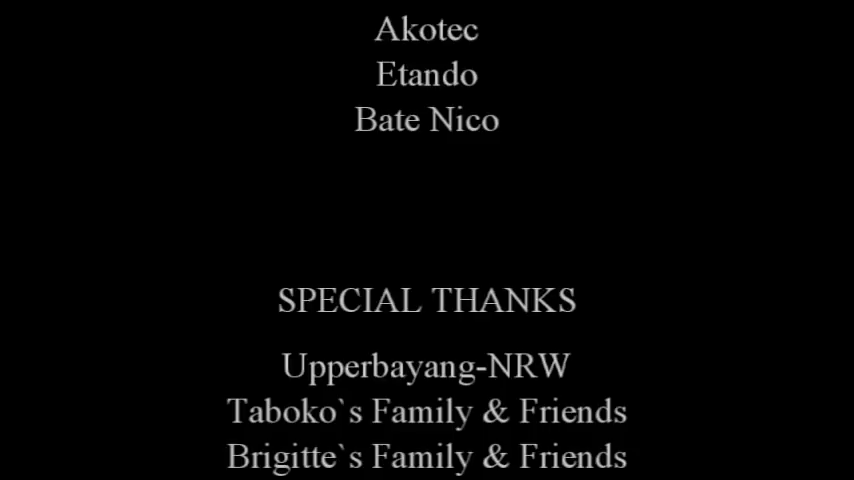 Akotec
Etando
Bate Nico
SPECIAL THANKS
Upperbayang-NRW
Taboko`s Family & Friends
Brigitte`s Family & Friends